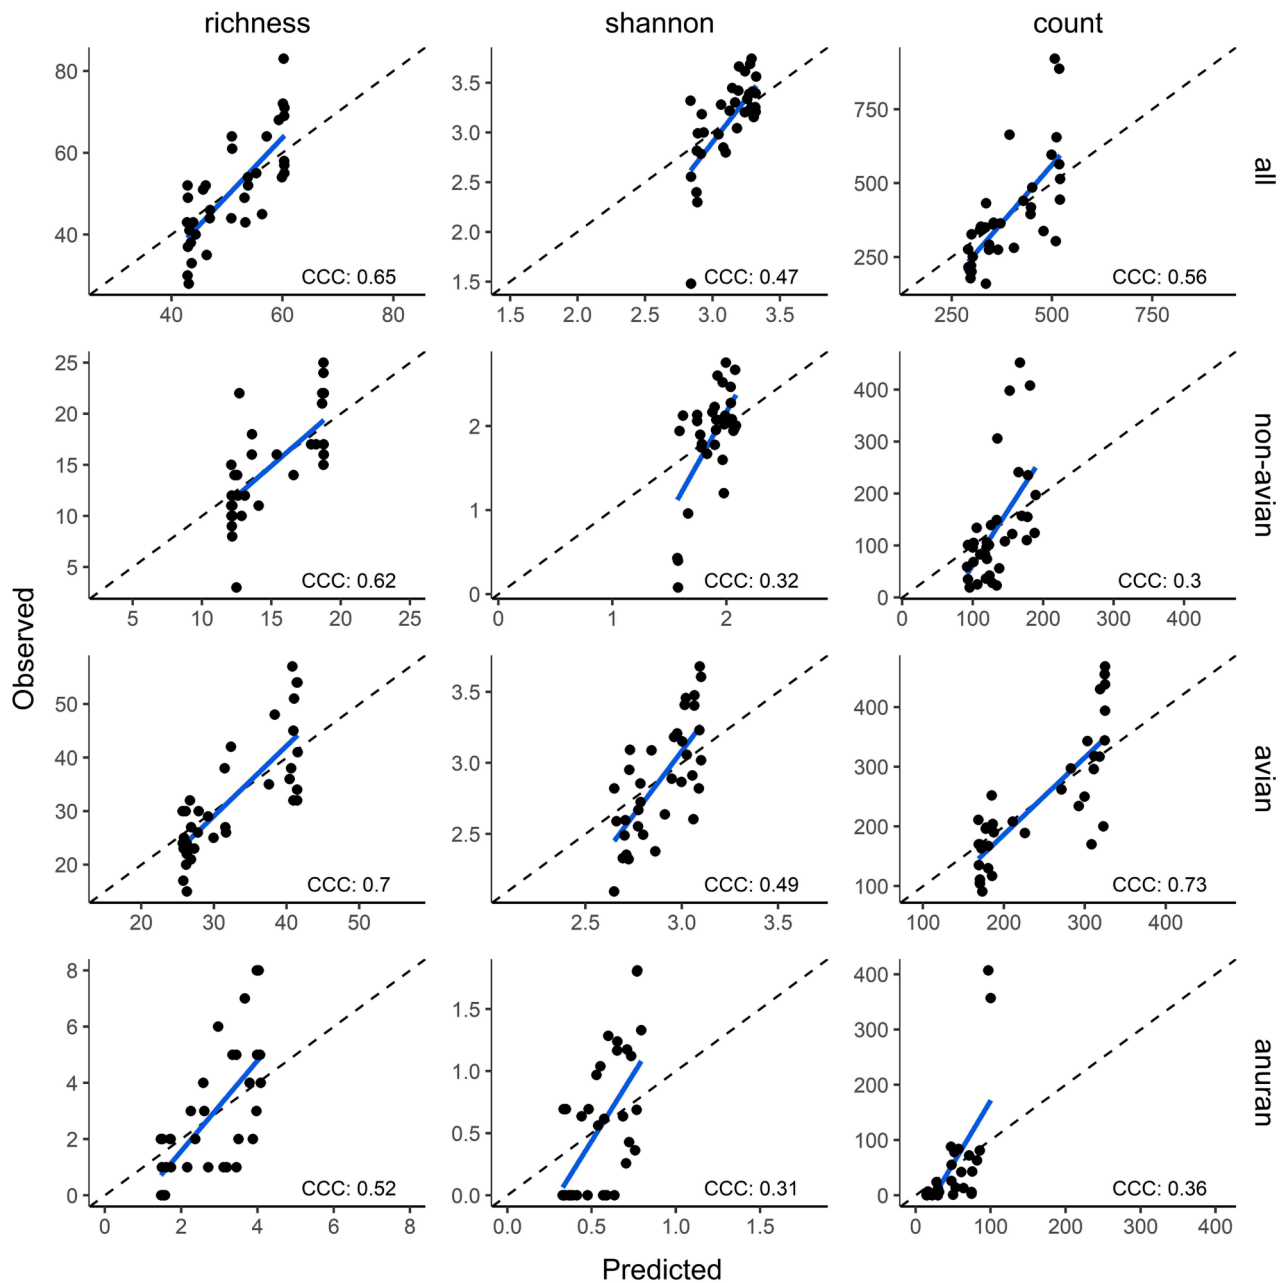 richness shannon count
80
60
40
CCC: 0.65
40 60 80
3.5
3.0
2.5
2.0
1.5
CCC: 0.47
1.5 2.0 2.5 3.0 3.5
750
500
250
CCC: 0.56
250 500 750
all
25
20
15
10
5
CCC: 0.62
5 10 15 20 25
2
1
0
CCC: 0.32
0 1 2
400
300
200
100
0
CCC: 0.3
0 100 200 300 400
non-avian
Observed
50
40
30
20
CCC: 0.7
20 30 40 50
3.5
3.0
2.5
CCC: 0.49
2.5 3.0 3.5
400
300
200
100
CCC: 0.73
100 200 300 400
avian
8
6
4
2
0
CCC: 0.52
0 2 4 6 8
1.5
1.0
0.5
0.0
CCC: 0.31
0.0 0.5 1.0 1.5
400
300
200
100
0
CCC: 0.36
0 100 200 300 400
anuran
Predicted